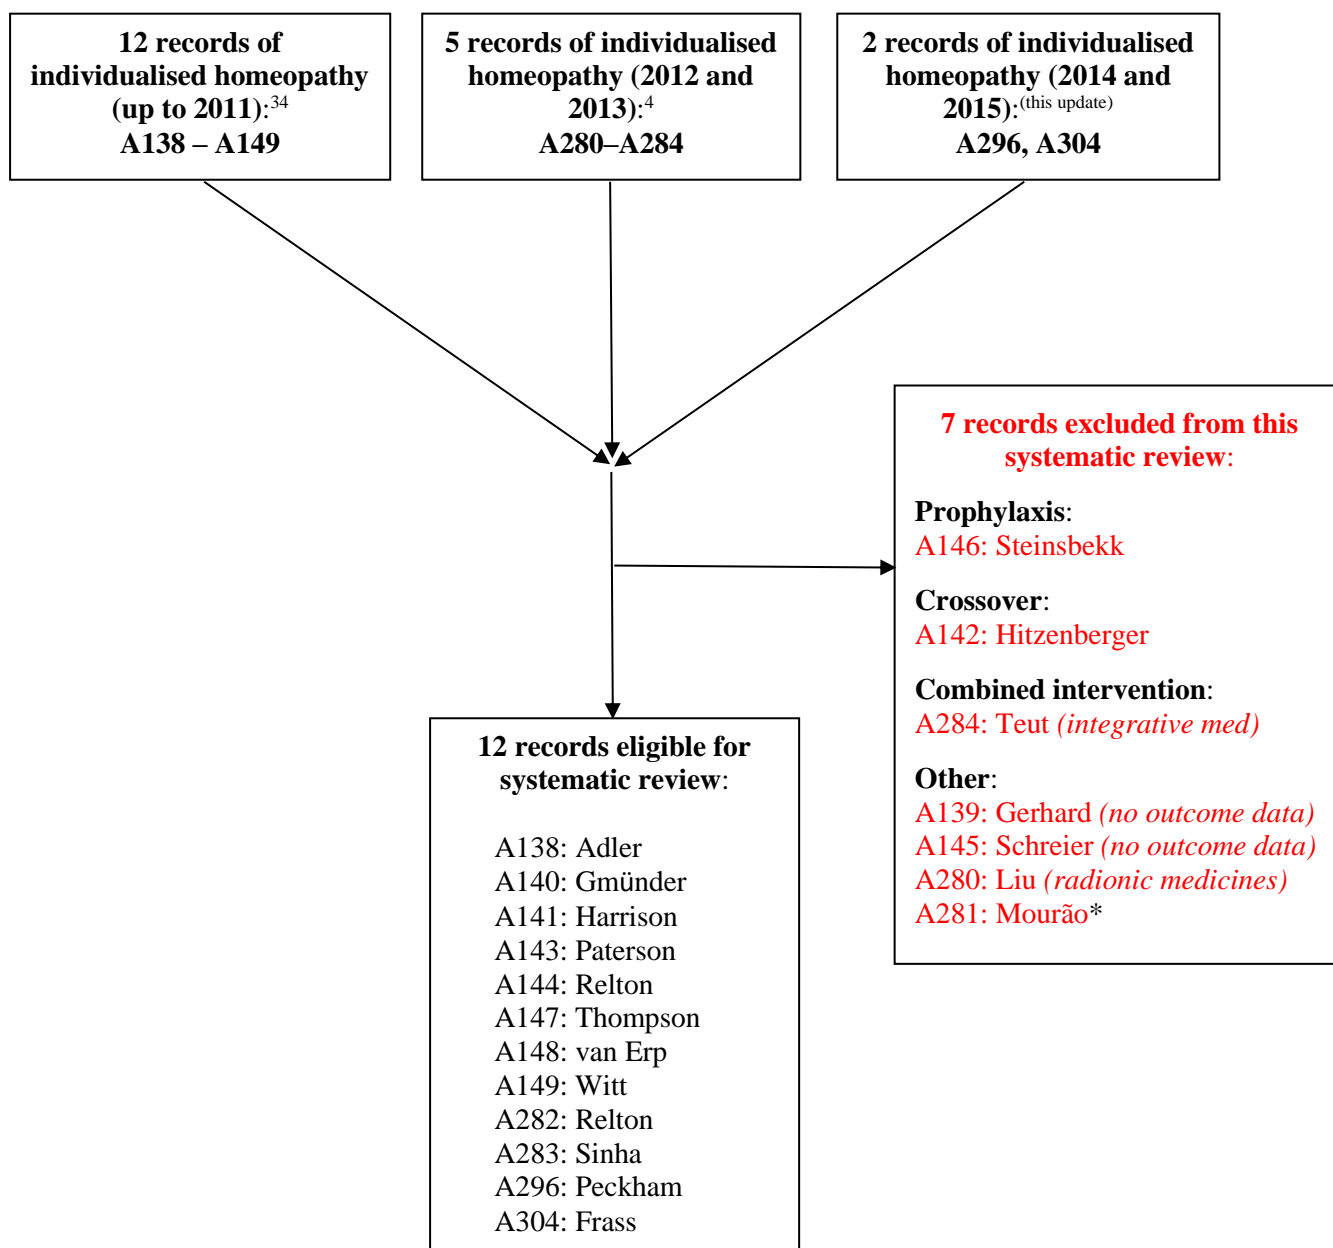 12 records of
individualised homeopathy
(up to 2011):34
A138 – A149
5 records of individualised
homeopathy (2012 and
2013):4
A280–A284
2 records of individualised
homeopathy (2014 and
2015):(this update)
A296, A304
7 records excluded from this
systematic review:
Prophylaxis:
A146: Steinsbekk
Crossover:
A142: Hitzenberger
Combined intervention:
A284: Teut (integrative med)
Other:
A139: Gerhard (no outcome data)
A145: Schreier (no outcome data)
A280: Liu (radionic medicines)
A281: Mourão*
12 records eligible for
systematic review:
A138: Adler
A140: Gmünder
A141: Harrison
A143: Paterson
A144: Relton
A147: Thompson
A148: van Erp
A149: Witt
A282: Relton
A283: Sinha
A296: Peckham
A304: Frass